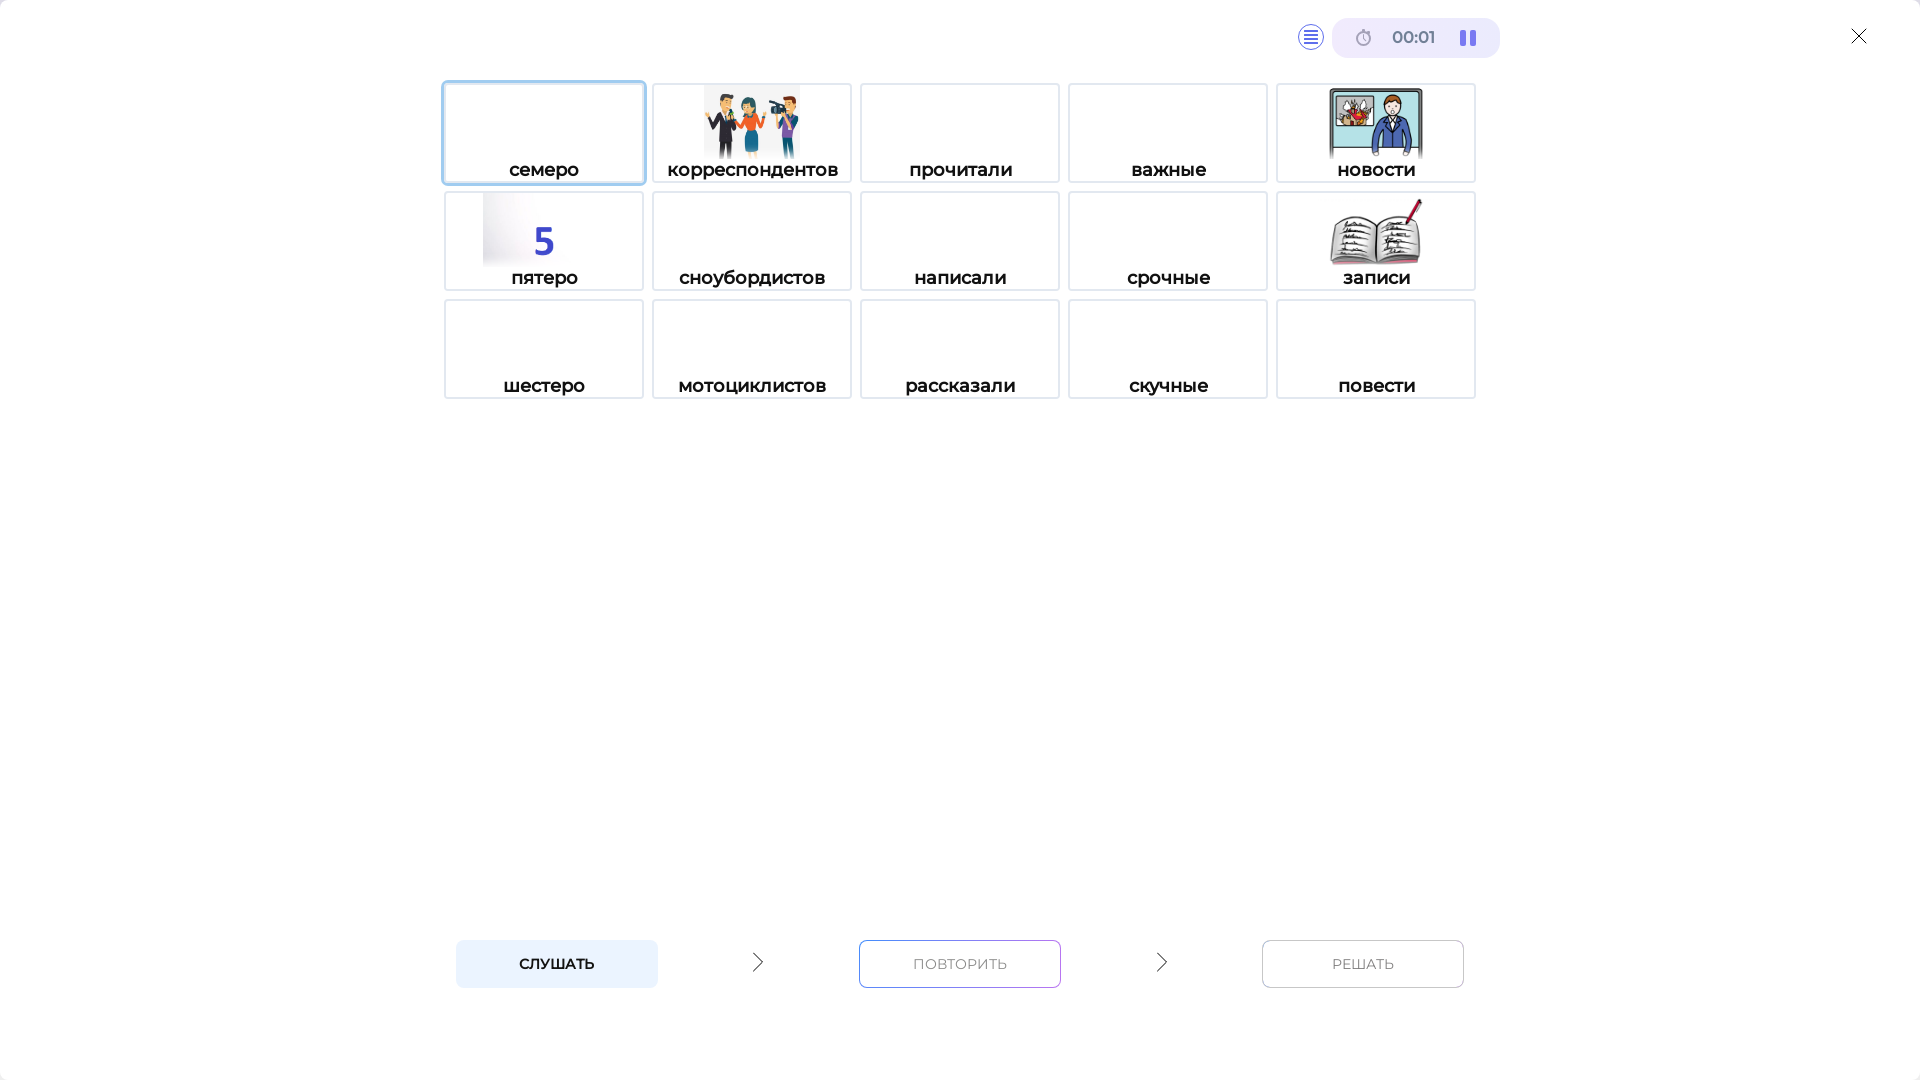 00:01
семеро корреспондентов прочитали важные новости
5
пятеро сноубордистов написали срочные записи
шестеро мотоциклистов рассказали скучные повести
СЛУШАТЬ ПОВТОРИТЬ РЕШАТЬ